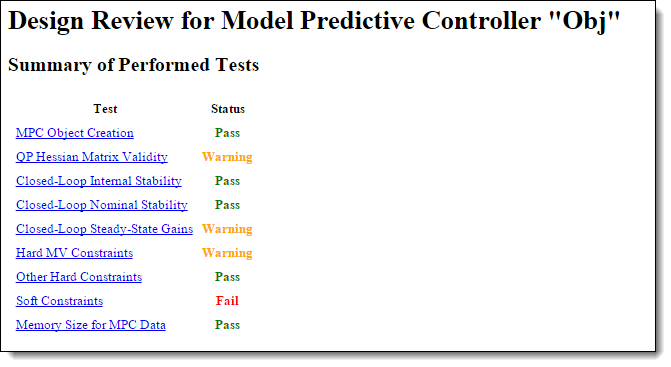 Design Review for Model Predictive Controller "Obj"
Summary of Performed Tests
Test Status
MPC Object Creation Pass
QP Hessian Matrix Validity Warning
Closed-Loop Internal Stability Pass
Closed-Loop Nominal Stability Pass
Closed-Loop Steady-State Gains Warning
Hard MV Constraints Warning
Other Hard Constraints Pass
Soft Constraints Fail
Memory Size for MPC Data Pass